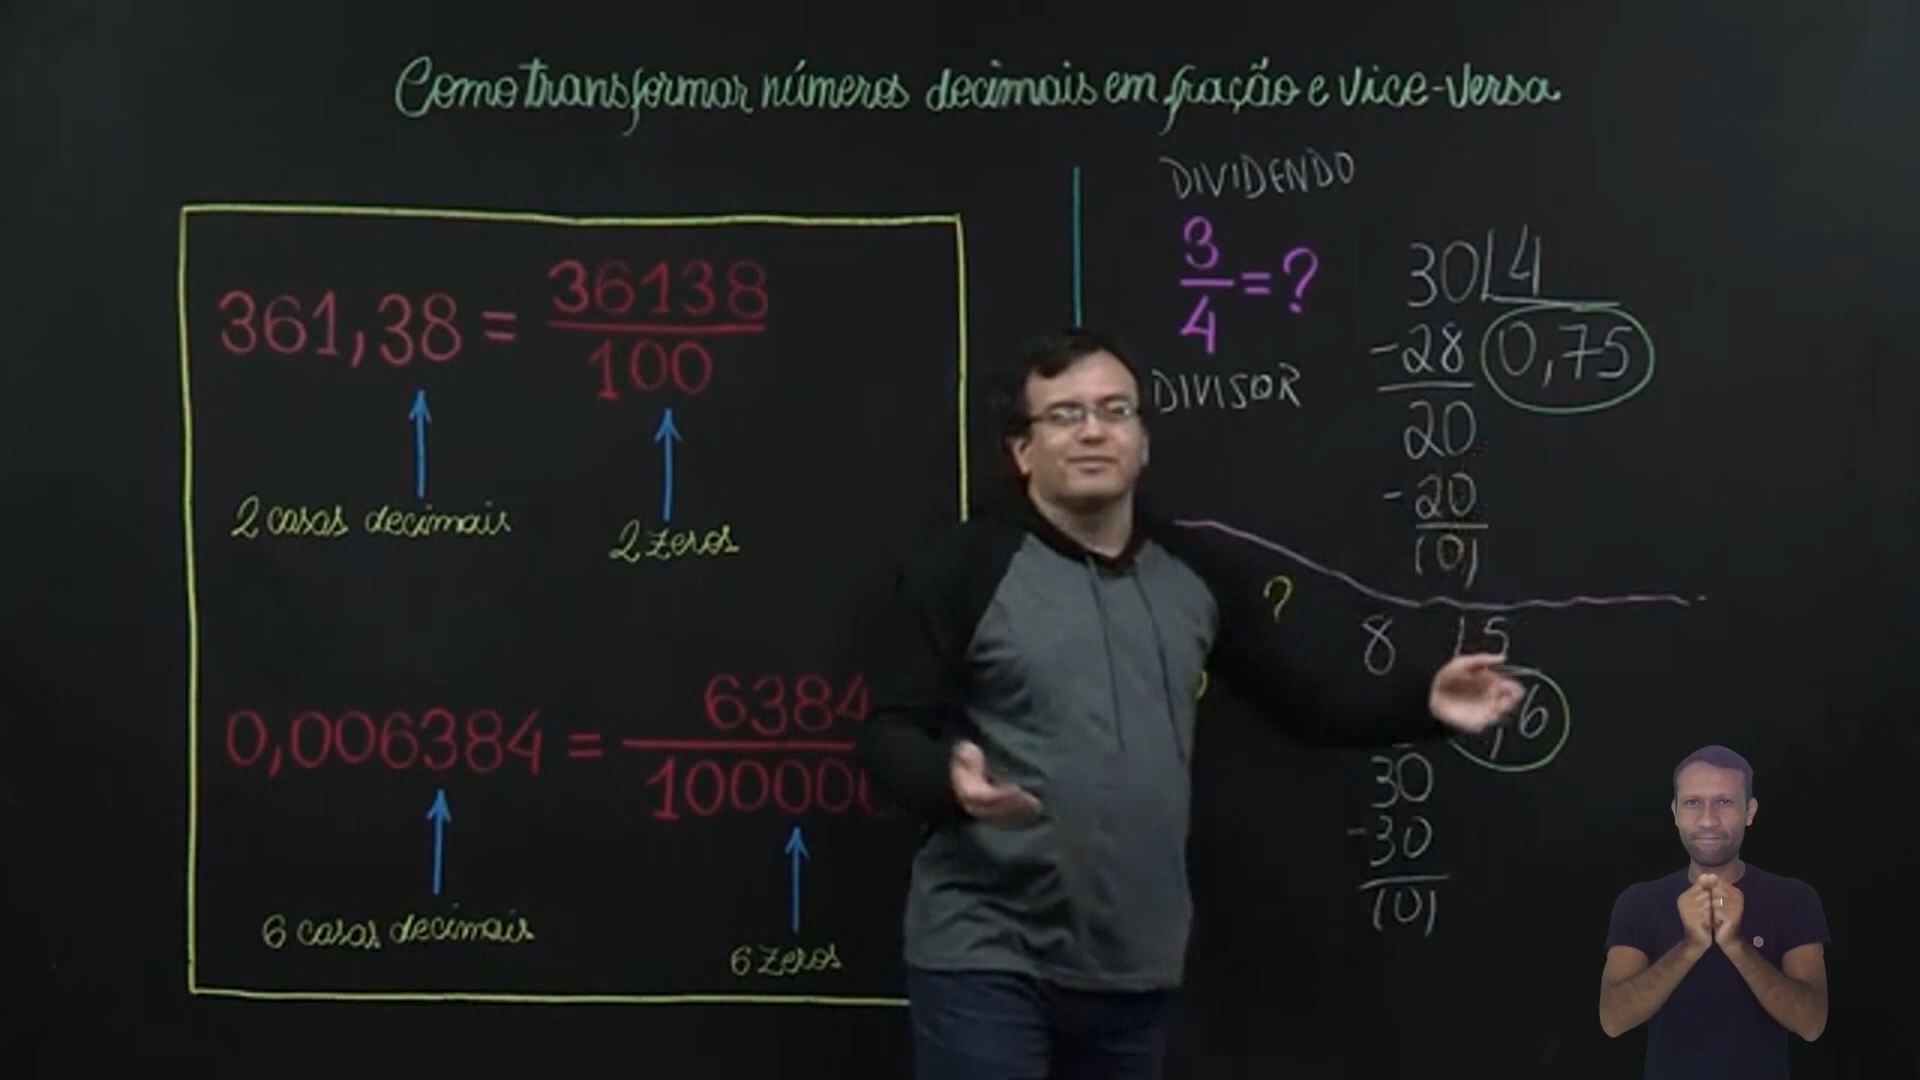 Como transformar números decimais em fração e vice-versa
361,38 = 36138
100
2 casas decimais
2 zeros
0,006384 = 6384
6 casas decimais
6 zeros
DIVIDENDO
3
4
= ?
DIVISOR
30 4
-28 0,75
20
-20
(0)
?
8 5
,6
30
-30
(0)